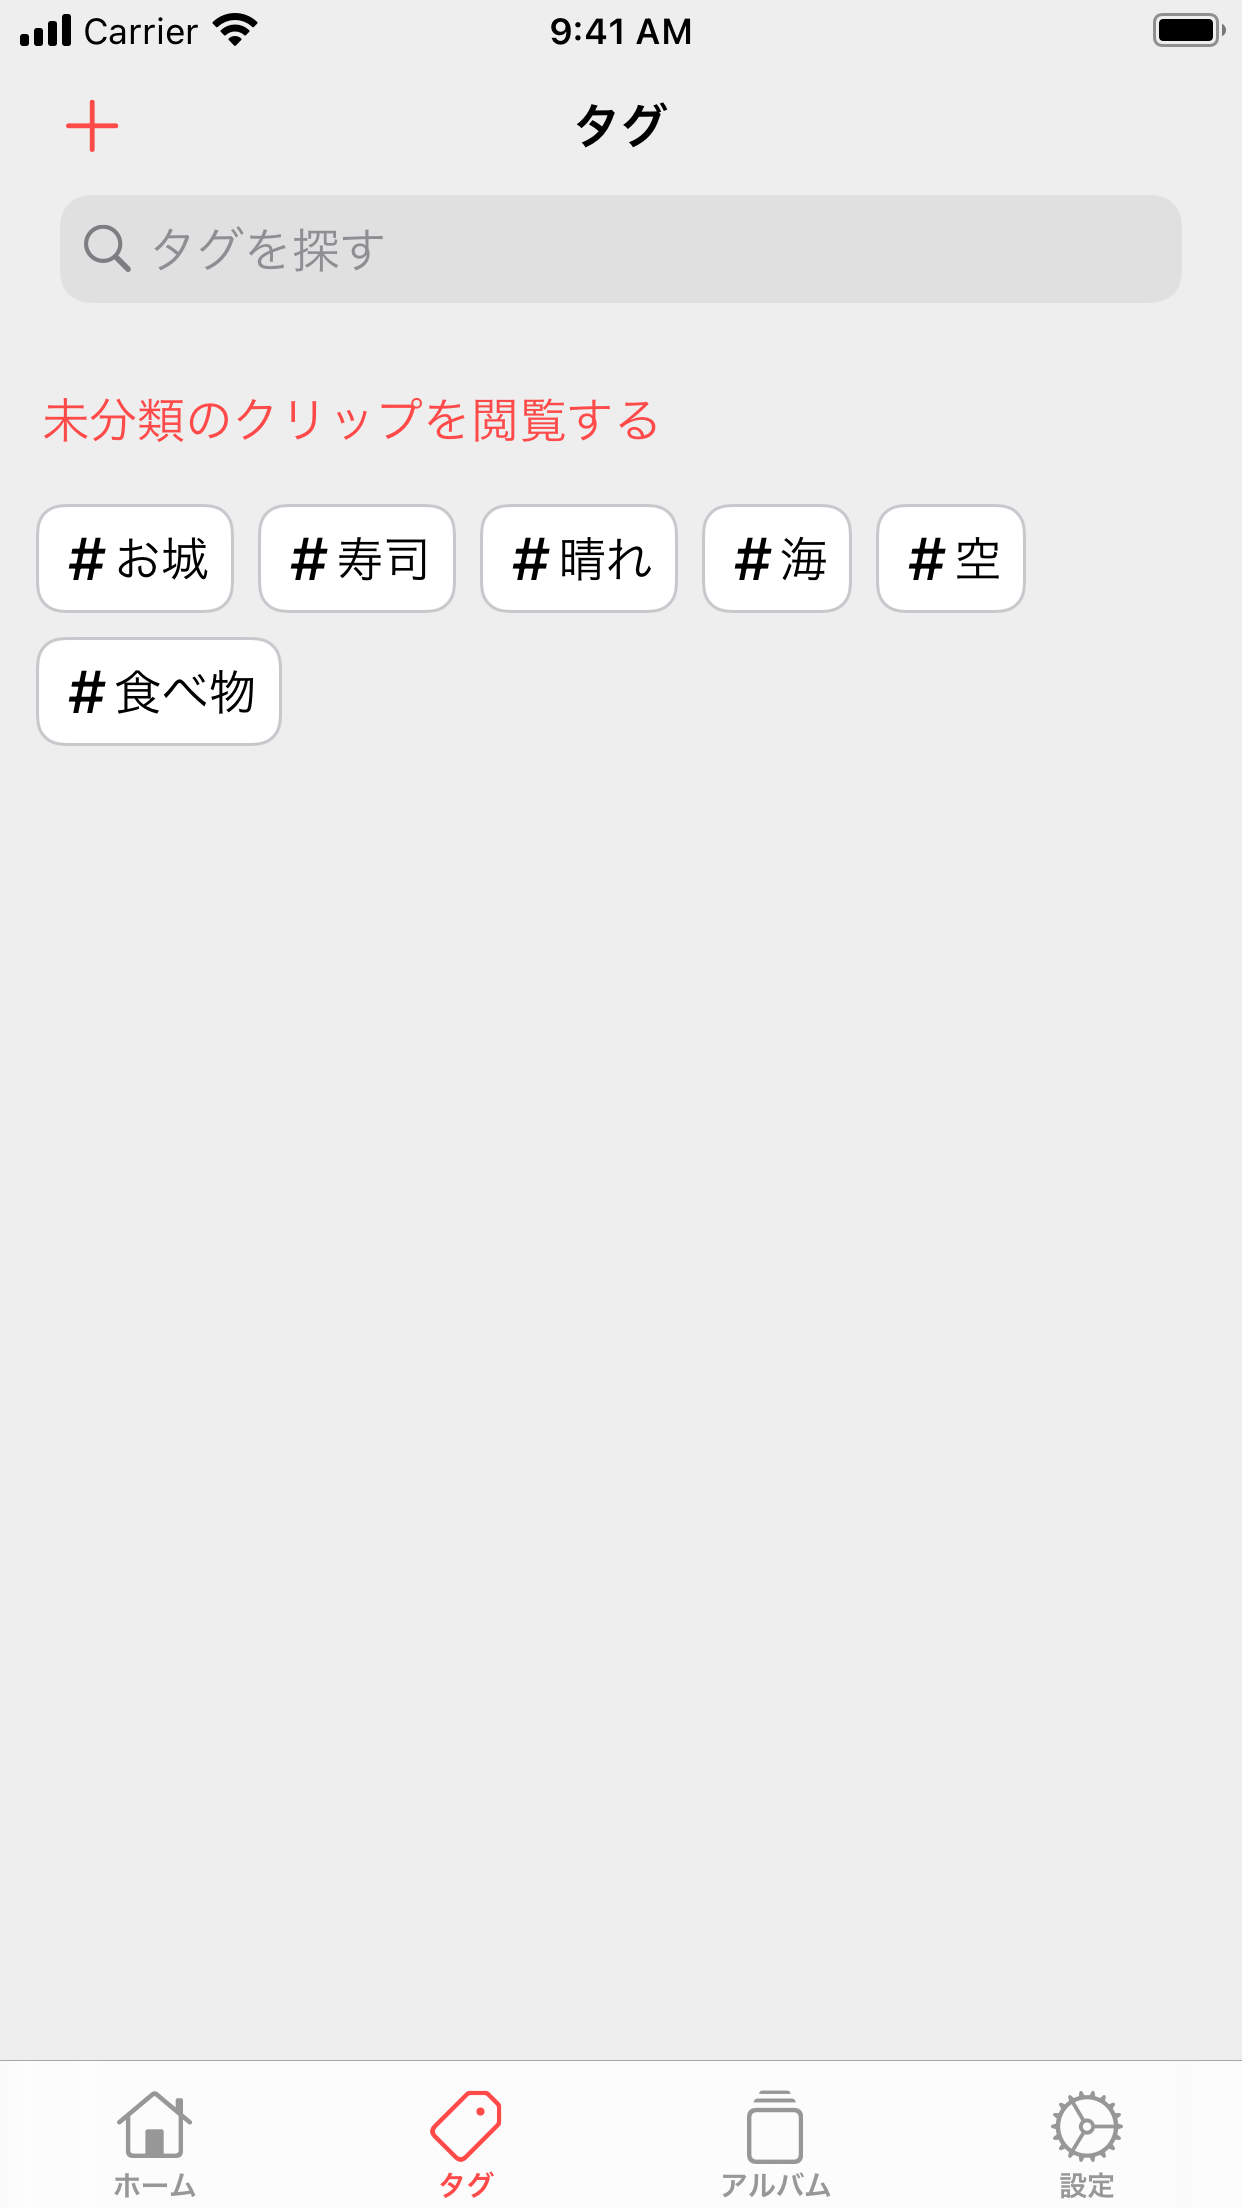 Carrier 9:41 AM
タグ
タグを探す
未分類のクリップを閲覧する
#お城 #寿司 #晴れ #海 #空
#食べ物
ホーム タグ アルバム 設定